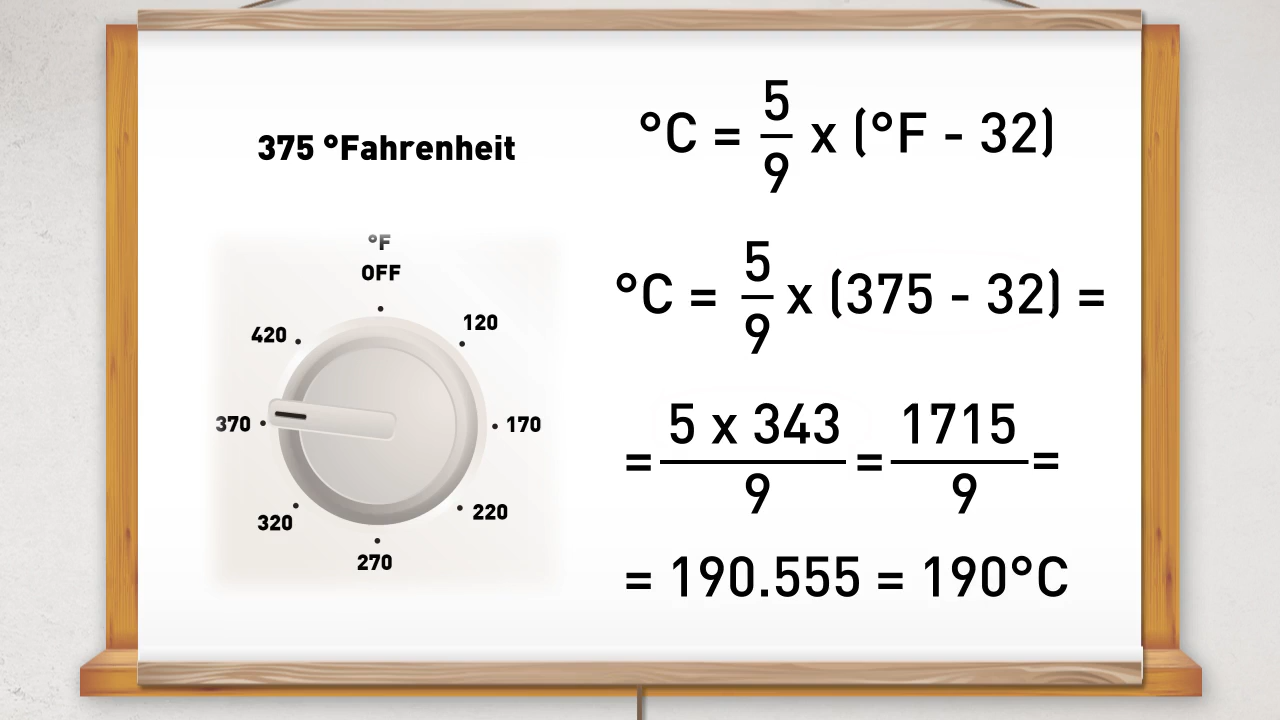 375 °Fahrenheit
°F
OFF
420
120
370
170
320
220
270
°C = 5/9 x (°F - 32)
°C = 5/9 x (375 - 32) =
= 5 x 343/9 = 1715/9 =
= 190.555 = 190°C